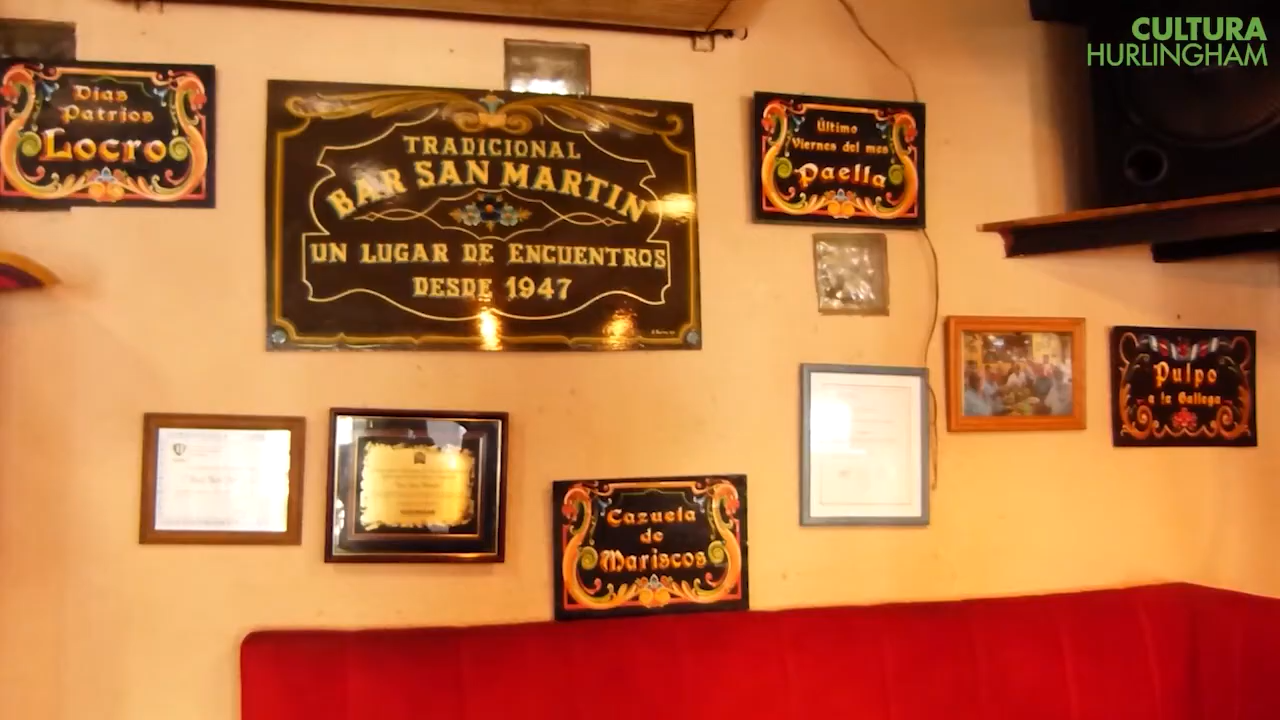 CULTURA
HURLINGHAM
Días
Patrios
Locro
TRADICIONAL
BAR SAN MARTIN
UN LUGAR DE ENCUENTROS
DESDE 1947
Último
Viernes del mes
Paella
Pulpo
a la Gallega
Cazuela
de
Mariscos